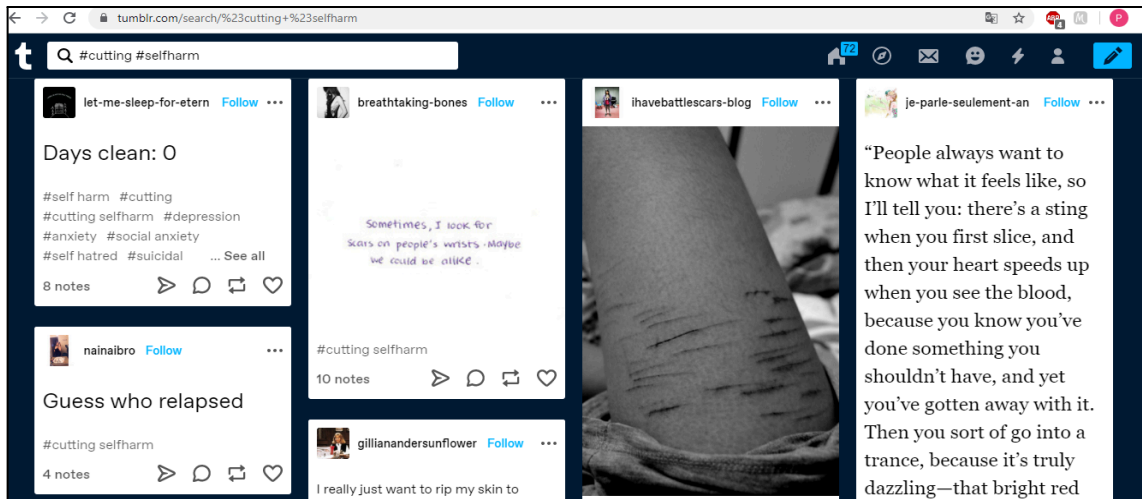 tumblr.com/search/%23cutting+%23selfharm
ABP
4
P
t
#cutting #selfharm
72
let-me-sleep-for-etern Follow
Days clean: 0
#self harm #cutting
#cutting selfharm #depression
#anxiety #social anxiety
#self hatred #suicidal ... See all
8 notes
nainaibro Follow
Guess who relapsed
#cutting selfharm
4 notes
breathtaking-bones Follow
Sometimes, I look for
scars on people's wrists. Maybe
we could be alike.
#cutting selfharm
10 notes
gillianandersunflower Follow
I really just want to rip my skin to
ihavebattlescars-blog Follow
je-parle-seulement-an Follow
“People always want to
know what it feels like, so
I’ll tell you: there’s a sting
when you first slice, and
then your heart speeds up
when you see the blood,
because you know you’ve
done something you
shouldn’t have, and yet
you’ve gotten away with it.
Then you sort of go into a
trance, because it’s truly
dazzling—that bright red